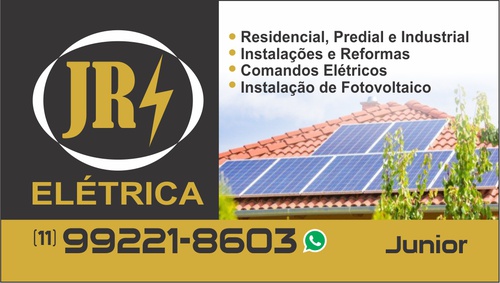 JR
ELÉTRICA
Residencial, Predial e Industrial
Instalações e Reformas
Comandos Elétricos
Instalação de Fotovoltaico
(11) 99221-8603
Junior